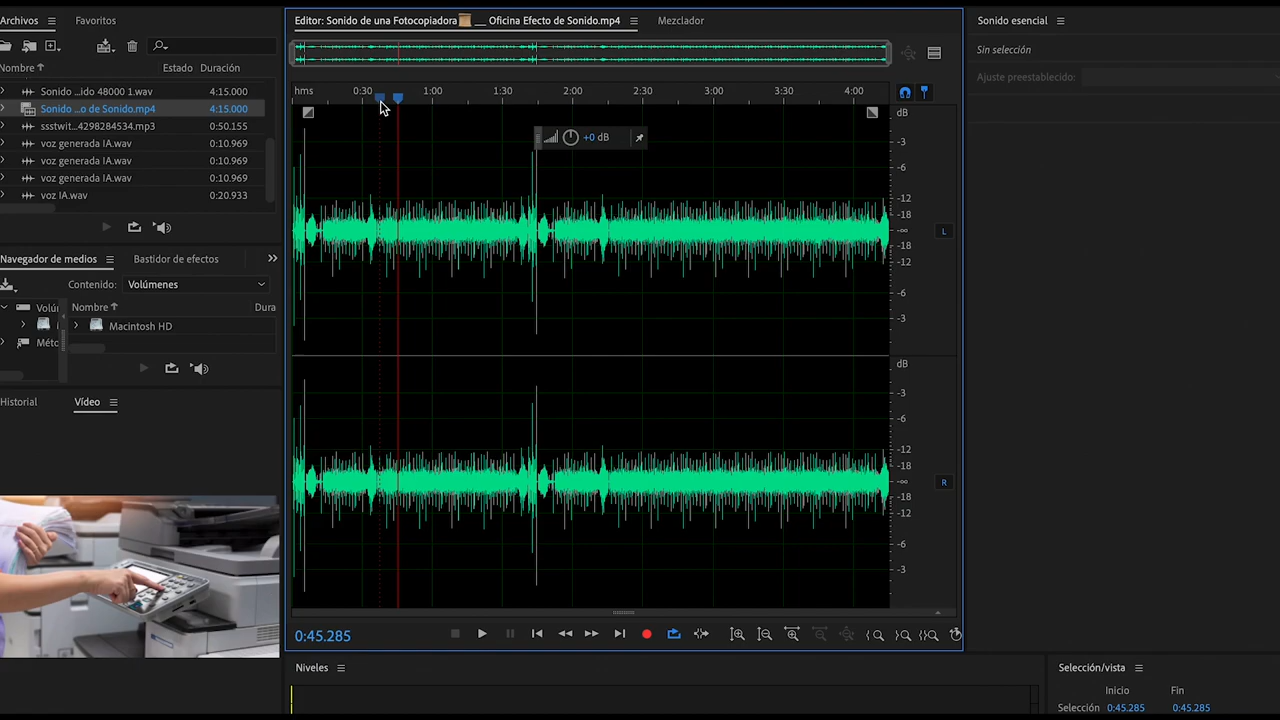 Archivos
Favoritos
Nombre
Estado
Duración
Sonido ...ido 48000 1.wav
4:15.000
Sonido ...o de Sonido.mp4
4:15.000
ssstwit...4298284534.mp3
0:50.155
voz generada IA.wav
0:10.969
voz generada IA.wav
0:10.969
voz generada IA.wav
0:10.969
voz IA.wav
0:20.933
Navegador de medios
Bastidor de efectos
Contenido:
Volúmenes
Volúi
Méto
Nombre
Dura
Macintosh HD
Historial
Vídeo
Editor: Sonido de una Fotocopiadora __ Oficina Efecto de Sonido.mp4
Mezclador
hms
0:30
1:00
1:30
2:00
2:30
3:00
3:30
4:00
+0 dB
dB
-3
-6
-12
-18
-∞
-18
-12
-6
-3
L
dB
-3
-6
-12
-18
-∞
-18
-12
-6
-3
R
0:45.285
Niveles
Sonido esencial
Sin selección
Ajuste preestablecido:
Selección/vista
Inicio
Fin
Selección
0:45.285
0:45.285